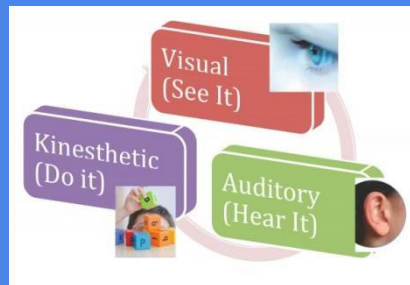 Visual
(See It)
Kinesthetic
(Do it)
Auditory
(Hear It)